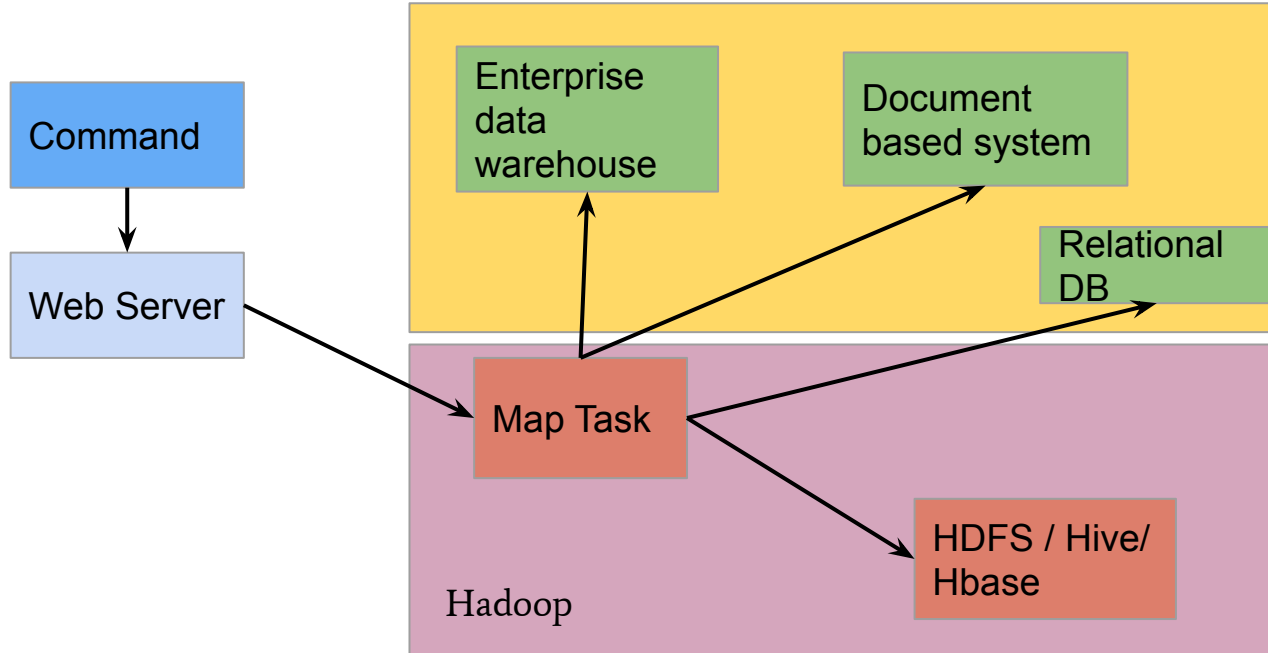 Command
Web Server
Enterprise
data
warehouse
Document
based system
Relational
DB
Map Task
HDFS / Hive/
Hbase
Hadoop